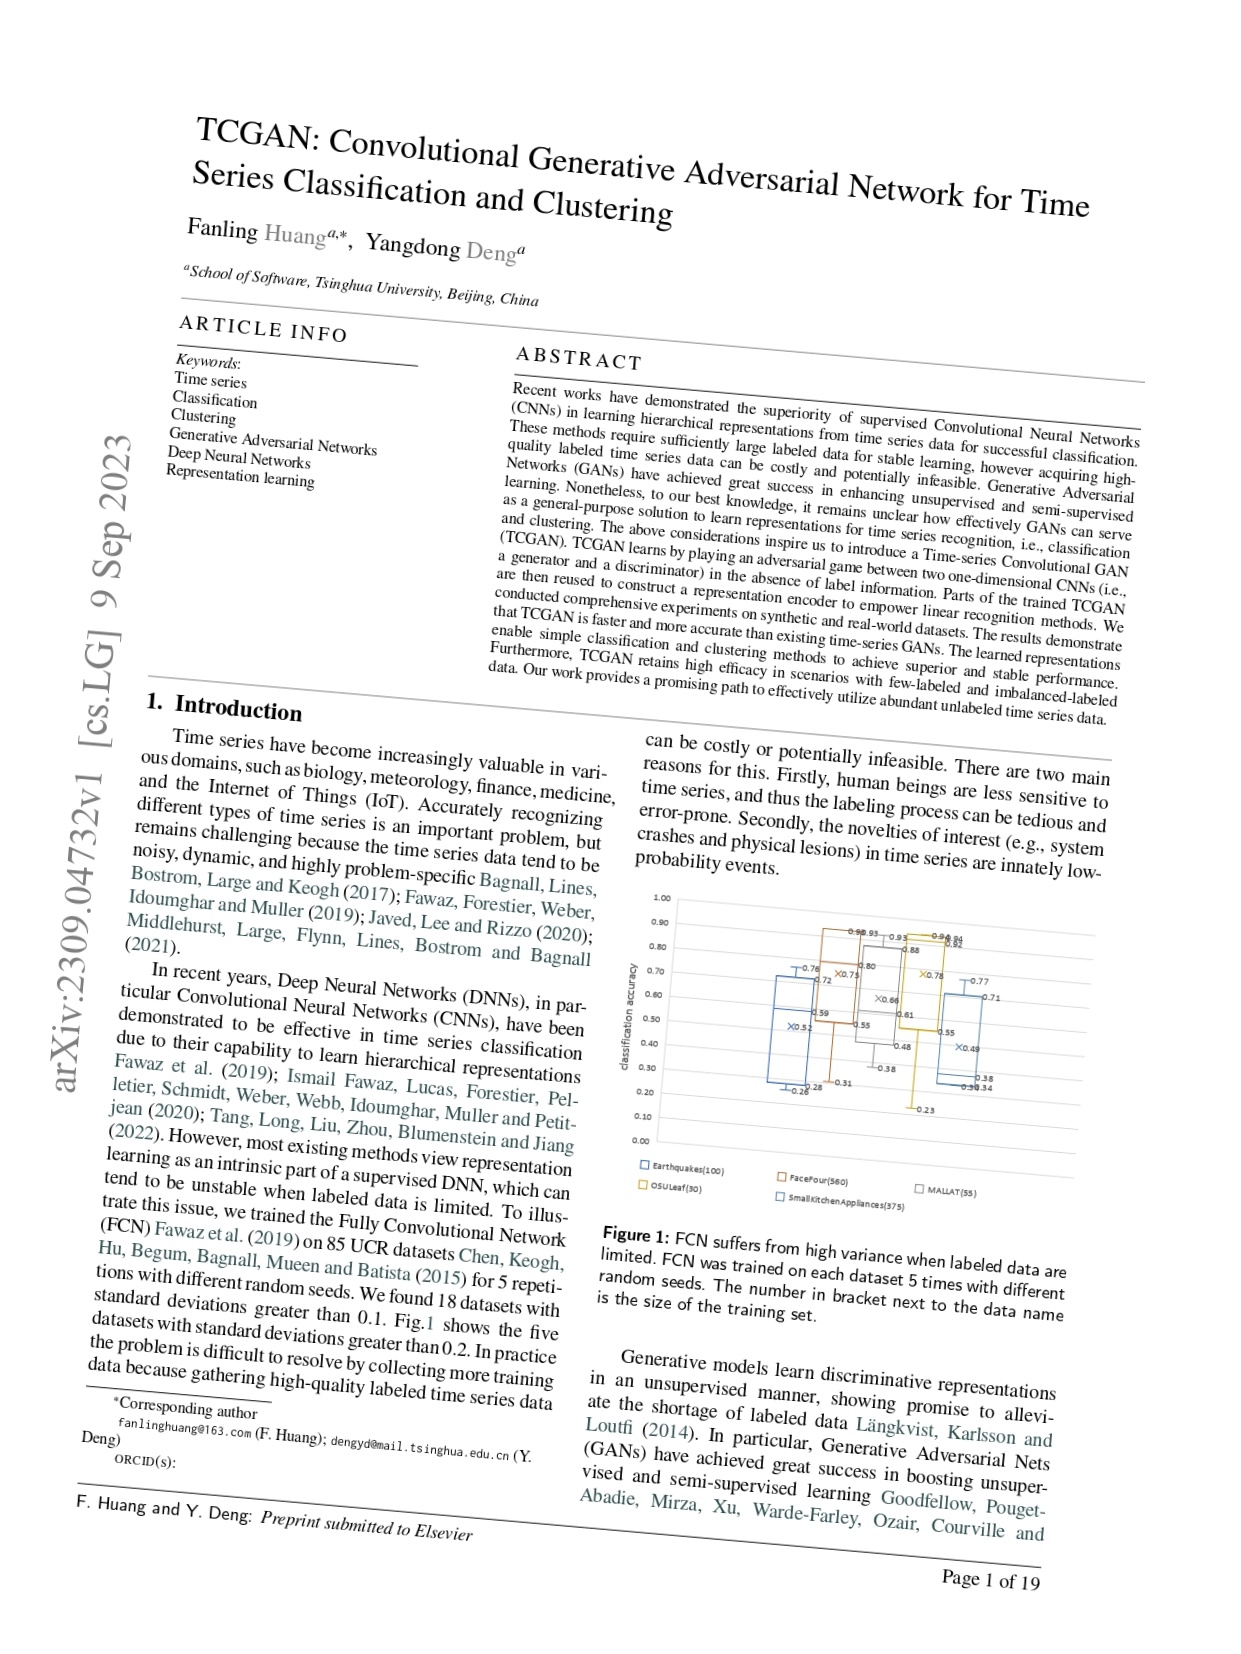 TCGAN: Convolutional Generative Adversarial Network for Time
Series Classification and Clustering
Fanling Huang^a,*, Yangdong Deng^a
^aSchool of Software, Tsinghua University, Beijing, China
ARTICLE INFO
Keywords:
Time series
Classification
Clustering
Generative Adversarial Networks
Deep Neural Networks
Representation learning
ABSTRACT
Recent works have demonstrated the superiority of supervised Convolutional Neural Networks
(CNNs) in learning hierarchical representations from time series data for successful classification.
These methods require sufficiently large labeled data for stable learning, however acquiring high-
quality labeled time series data can be costly and potentially infeasible. Generative Adversarial
Networks (GANs) have achieved great success in enhancing unsupervised and semi-supervised
learning. Nonetheless, to our best knowledge, it remains unclear how effectively GANs can serve
as a general-purpose solution to learn representations for time series recognition, i.e., classification
and clustering. The above considerations inspire us to introduce a Time-series Convolutional GAN
(TCGAN). TCGAN learns by playing an adversarial game between two one-dimensional CNNs (i.e.,
a generator and a discriminator) in the absence of label information. Parts of the trained TCGAN
are then reused to construct a representation encoder to empower linear recognition methods. We
conducted comprehensive experiments on synthetic and real-world datasets. The results demonstrate
that TCGAN is faster and more accurate than existing time-series GANs. The learned representations
enable simple classification and clustering methods to achieve superior and stable performance.
Furthermore, TCGAN retains high efficacy in scenarios with few-labeled and imbalanced-labeled
data. Our work provides a promising path to effectively utilize abundant unlabeled time series data.
arXiv:2309.04732v1 [cs.LG] 9 Sep 2023
1. Introduction
Time series have become increasingly valuable in vari-
ous domains, such as biology, meteorology, finance, medicine,
and the Internet of Things (IoT). Accurately recognizing
different types of time series is an important problem, but
remains challenging because the time series data tend to be
noisy, dynamic, and highly problem-specific Bagnall, Lines,
Bostrom, Large and Keogh (2017); Fawaz, Forestier, Weber,
Idoumghar and Muller (2019); Javed, Lee and Rizzo (2020);
Middlehurst, Large, Flynn, Lines, Bostrom and Bagnall
(2021).
In recent years, Deep Neural Networks (DNNs), in par-
ticular Convolutional Neural Networks (CNNs), have been
demonstrated to be effective in time series classification
due to their capability to learn hierarchical representations
Fawaz et al. (2019); Ismail Fawaz, Lucas, Forestier, Pel-
letier, Schmidt, Weber, Webb, Idoumghar, Muller and Petit-
jean (2020); Tang, Long, Liu, Zhou, Blumenstein and Jiang
(2022). However, most existing methods view representation
learning as an intrinsic part of a supervised DNN, which can
tend to be unstable when labeled data is limited. To illus-
trate this issue, we trained the Fully Convolutional Network
(FCN) Fawaz et al. (2019) on 85 UCR datasets Chen, Keogh,
Hu, Begum, Bagnall, Mueen and Batista (2015) for 5 repeti-
tions with different random seeds. We found 18 datasets with
standard deviations greater than 0.1. Fig.1 shows the five
datasets with standard deviations greater than 0.2. In practice
the problem is difficult to resolve by collecting more training
data because gathering high-quality labeled time series data
*Corresponding author
fanlinghuang@163.com (F. Huang); dengyd@mail.tsinghua.edu.cn (Y.
Deng)
ORCID(s):
can be costly or potentially infeasible. There are two main
reasons for this. Firstly, human beings are less sensitive to
time series, and thus the labeling process can be tedious and
error-prone. Secondly, the novelties of interest (e.g., system
crashes and physical lesions) in time series are innately low-
probability events.
classification accuracy
1.00
0.90
0.80
0.70
0.60
0.50
0.40
0.30
0.20
0.10
0.00
0.76
0.72
0.59
0.52
0.28
0.26
0.93
0.80
0.75
0.55
0.31
0.93
0.88
0.66
0.61
0.48
0.38
0.94
0.92
0.78
0.55
0.23
0.77
0.71
0.49
0.38
0.34
Earthquakes(100) FaceFour(560) MALLAT(55)
OSULeaf(30) SmallKitchenAppliances(375)
Figure 1: FCN suffers from high variance when labeled data are
limited. FCN was trained on each dataset 5 times with different
random seeds. The number in bracket next to the data name
is the size of the training set.
Generative models learn discriminative representations
in an unsupervised manner, showing promise to allevi-
ate the shortage of labeled data Längkvist, Karlsson and
Loutfi (2014). In particular, Generative Adversarial Nets
(GANs) have achieved great success in boosting unsuper-
vised and semi-supervised learning Goodfellow, Pouget-
Abadie, Mirza, Xu, Warde-Farley, Ozair, Courville and
F. Huang and Y. Deng: Preprint submitted to Elsevier
Page 1 of 19